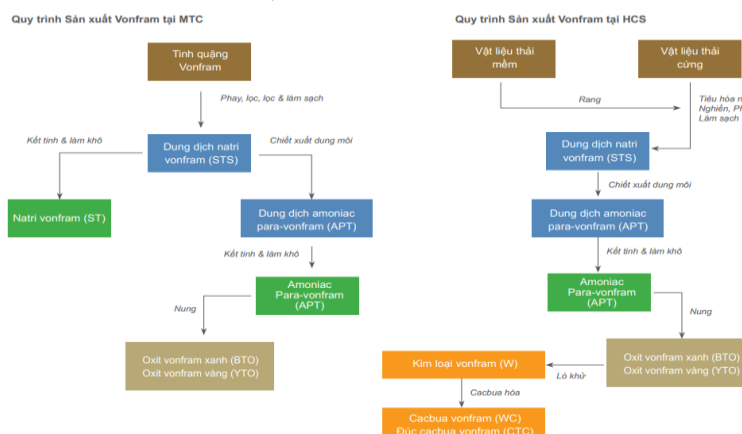 Quy trình Sản xuất Vonfram tại MTC
Tinh quặng
Vonfram
Phay, lọc, lọc & làm sạch
Kết tinh & làm khô
Dung dịch natri
vonfram (STS)
Chiết xuất dung môi
Natri vonfram (ST)
Dung dịch amoniac
para-vonfram (APT)
Kết tinh & làm khô
Amoniac
Para-vonfram
(APT)
Nung
Oxit vonfram xanh (BTO)
Oxit vonfram vàng (YTO)
Quy trình Sản xuất Vonfram tại HCS
Vật liệu thải
mềm
Vật liệu thải
cứng
Rang
Tiêu hòa
Nghiền,
Làm sạch
Dung dịch natri
vonfram (STS)
Chiết xuất dung môi
Dung dịch amoniac
para-vonfram (APT)
Kết tinh & làm khô
Amoniac
Para-vonfram
(APT)
Nung
Oxit vonfram xanh (BTO)
Oxit vonfram vàng (YTO)
Lò khử
Kim loại vonfram (W)
Cacbua hóa
Cacbua vonfram (WC)
Đúc cacbua vonfram (CTC)